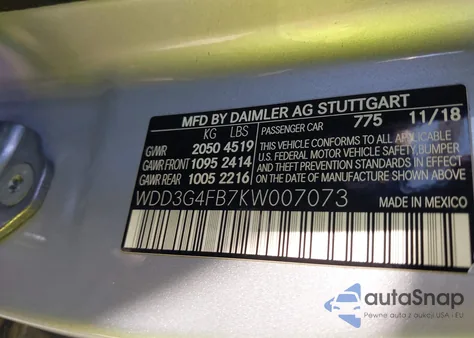 MFD BY DAIMLER AG STUTTGART
KG LBS PASSENGER CAR 775 11/18
GVWR 2050 4519
GAWR FRONT 1095 2414
GAWR REAR 1005 2216
THIS VEHICLE CONFORMS TO ALL APPLICABLE
U.S. FEDERAL MOTOR VEHICLE SAFETY, BUMPER
AND THEFT PREVENTION STANDARDS IN EFFECT
ON THE DATE OF MANUFACTURE SHOWN ABOVE.
WDD3G4FB7KW007073 MADE IN MEXICO
autoSnap
Pewne auta z aukcji USA - EU